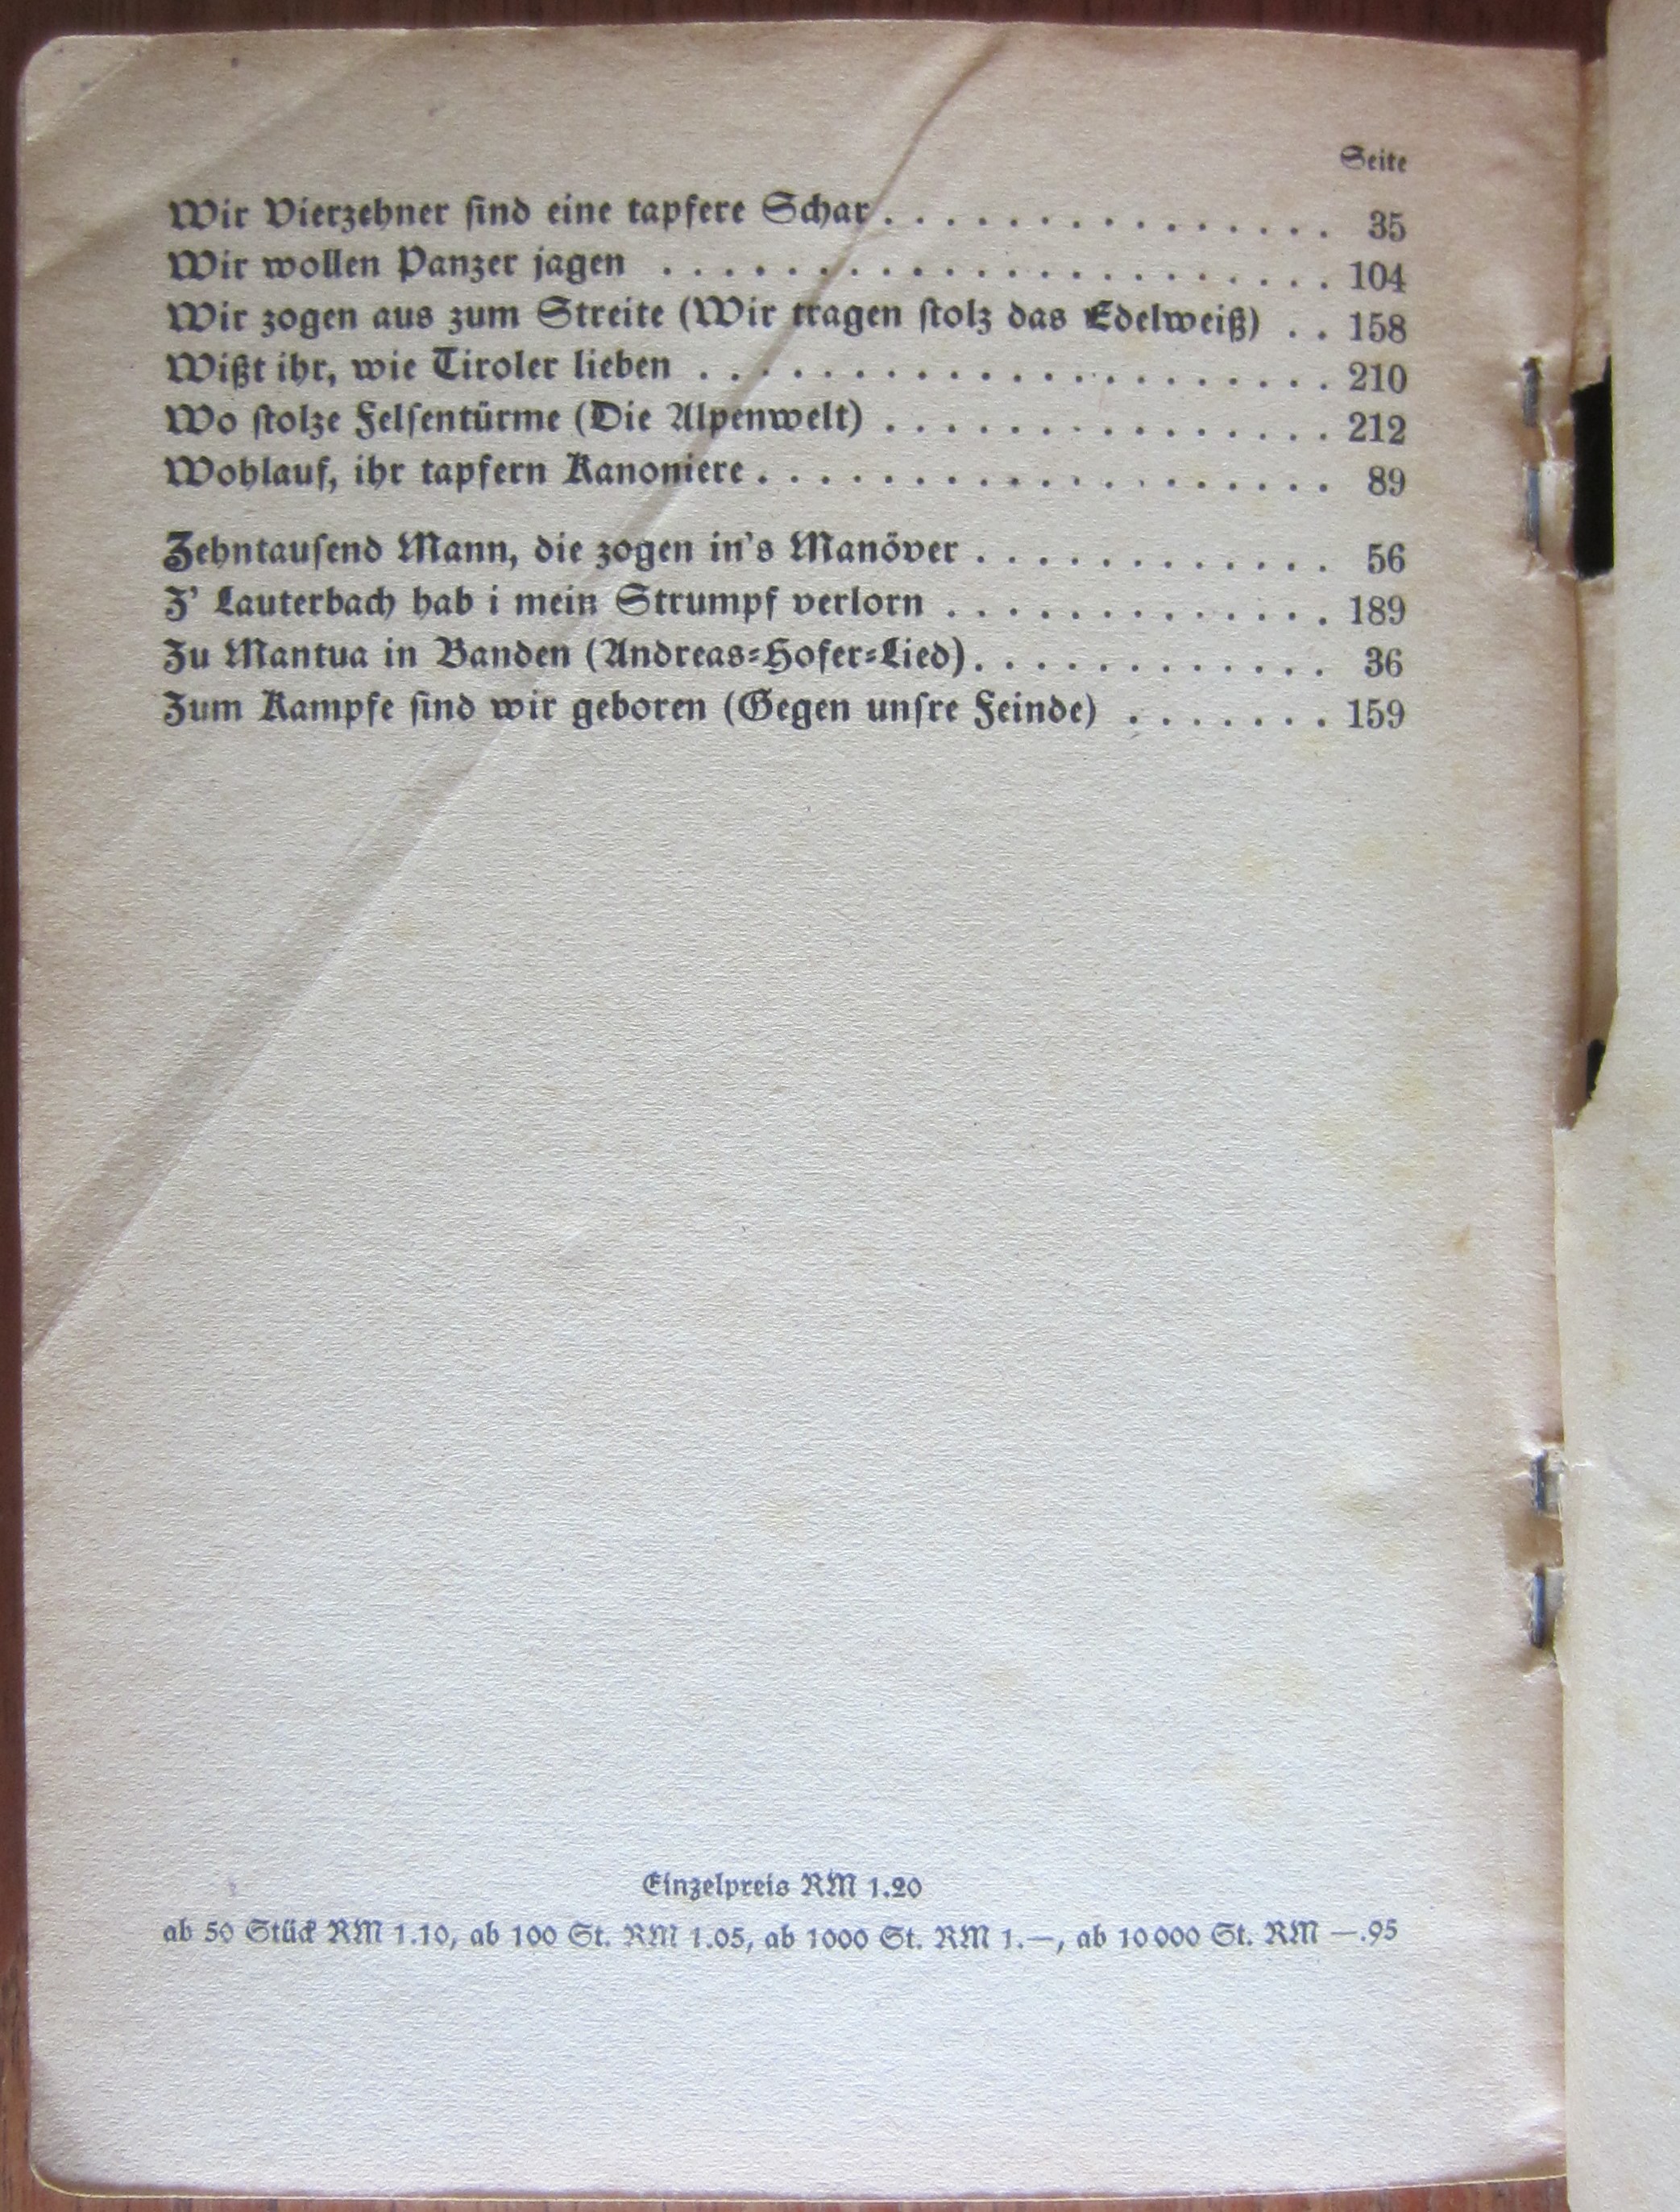 Seite
Wir Vierzehner ſind eine tapfere Schar . . . . . . . . . . . . . . . . 35
Wir wollen Panzer jagen . . . . . . . . . . . . . . . . . . . . . . . 104
Wir zogen aus zum Streite (Wir tragen ſtolz das Edelweiß) . . 158
Wißt ihr, wie Tiroler lieben . . . . . . . . . . . . . . . . . . . . . 210
Wo ſtolze Felſentürme (Die Alpenwelt) . . . . . . . . . . . . . . . 212
Wohlauf, ihr tapfern Kanoniere . . . . . . . . . . . . . . . . . . . 89
Zehntauſend Mann, die zogen in's Manöver . . . . . . . . . . . . 56
Z' Lauterbach hab i mein Strumpf verlorn . . . . . . . . . . . . . 189
Zu Mantua in Banden (Andreas-Hofer-Lied) . . . . . . . . . . . . 36
Zum Kampfe ſind wir geboren (Gegen unſre Feinde) . . . . . . . 159
Einzelpreis RM 1.20
ab 50 Stück RM 1.10, ab 100 St. RM 1.05, ab 1000 St. RM 1.—, ab 10000 St. RM —.95